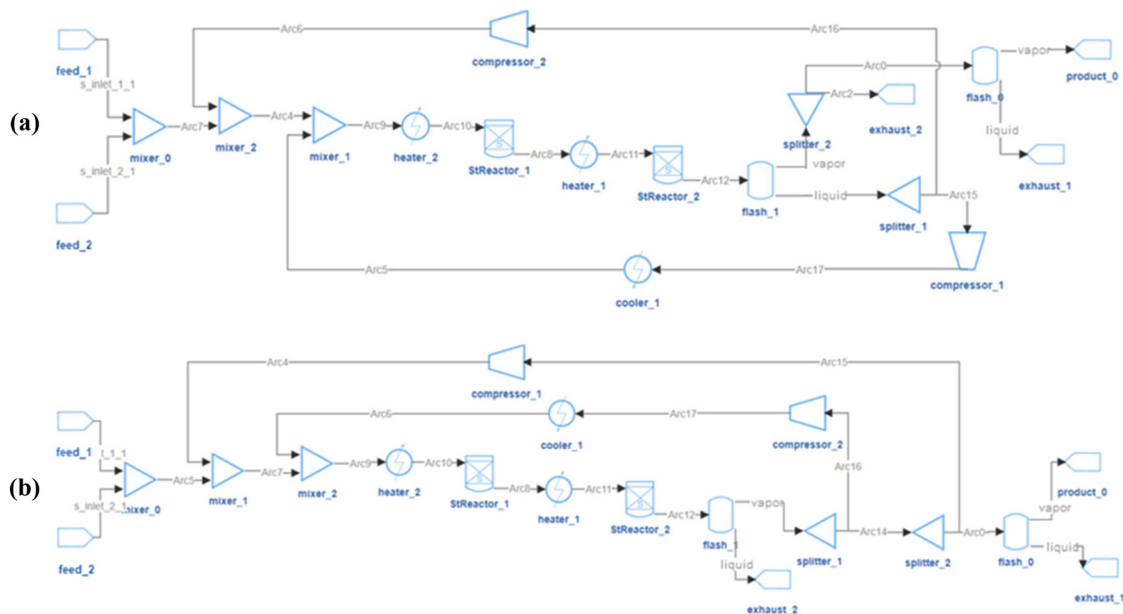 (a)
Arc6
Arc16
compressor_2
feed_1
s_inlet_1_1
vapor
product_0
Arc0
flash_0
Arc2
exhaust_2
splitter_2
liquid
exhaust_1
Arc7
mixer_0
Arc4
mixer_2
Arc9
mixer_1
Arc10
heater_2
StReactor_1
Arc8
Arc11
heater_1
StReactor_2
Arc12
vapor
flash_1
liquid
Arc15
splitter_1
s_inlet_2_1
feed_2
Arc5
cooler_1
Arc17
compressor_1
(b)
Arc4
Arc15
compressor_1
Arc6
cooler_1
Arc17
compressor_2
feed_1
t_1_1
Arc16
s_inlet_2_1
mixer_0
Arc5
mixer_1
Arc7
mixer_2
Arc9
heater_2
Arc10
StReactor_1
Arc8
heater_1
Arc11
StReactor_2
Arc12
flash_1
vapor
liquid
exhaust_2
splitter_1
Arc14
splitter_2
Arc0
flash_0
vapor
product_0
liquid
exhaust_1
feed_2